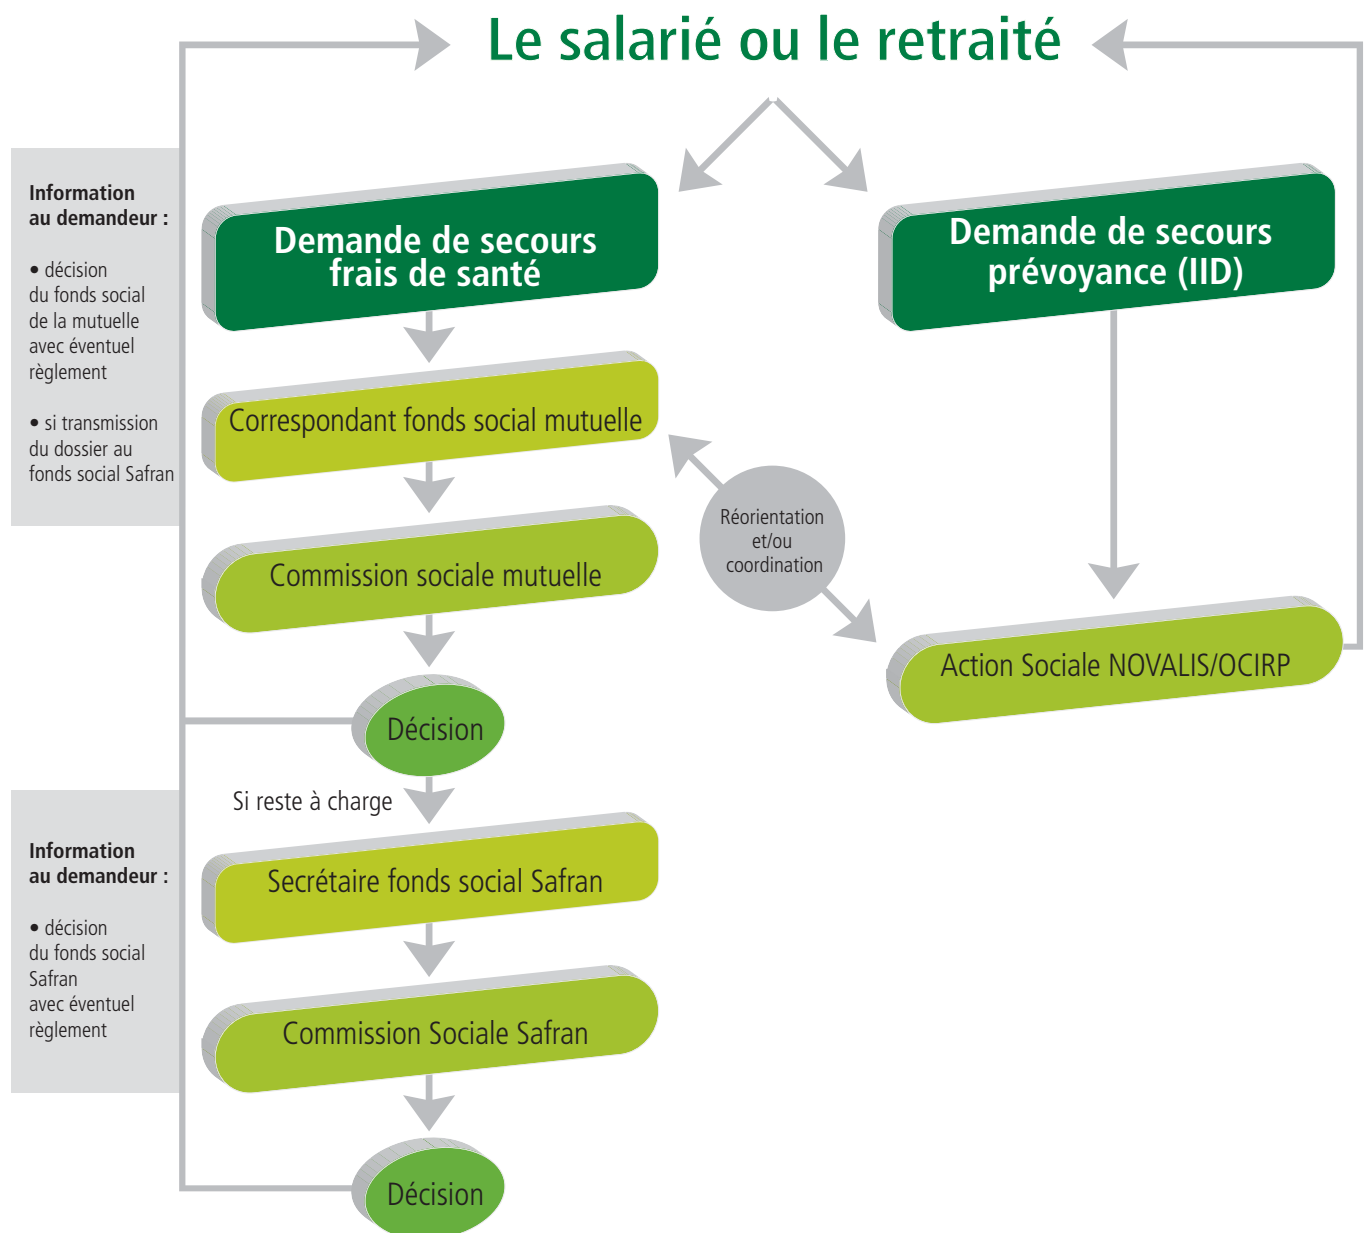 Le salarié ou le retraité
Information
au demandeur :
• décision
du fonds social
de la mutuelle
avec éventuel
règlement
• si transmission
du dossier au
fonds social Safran
Demande de secours
frais de santé
Demande de secours
prévoyance (IID)
Correspondant fonds social mutuelle
Réorientation
et/ou
coordination
Commission sociale mutuelle
Action Sociale NOVALIS/OCIRP
Décision
Si reste à charge
Information
au demandeur :
• décision
du fonds social
Safran
avec éventuel
règlement
Secrétaire fonds social Safran
Commission Sociale Safran
Décision